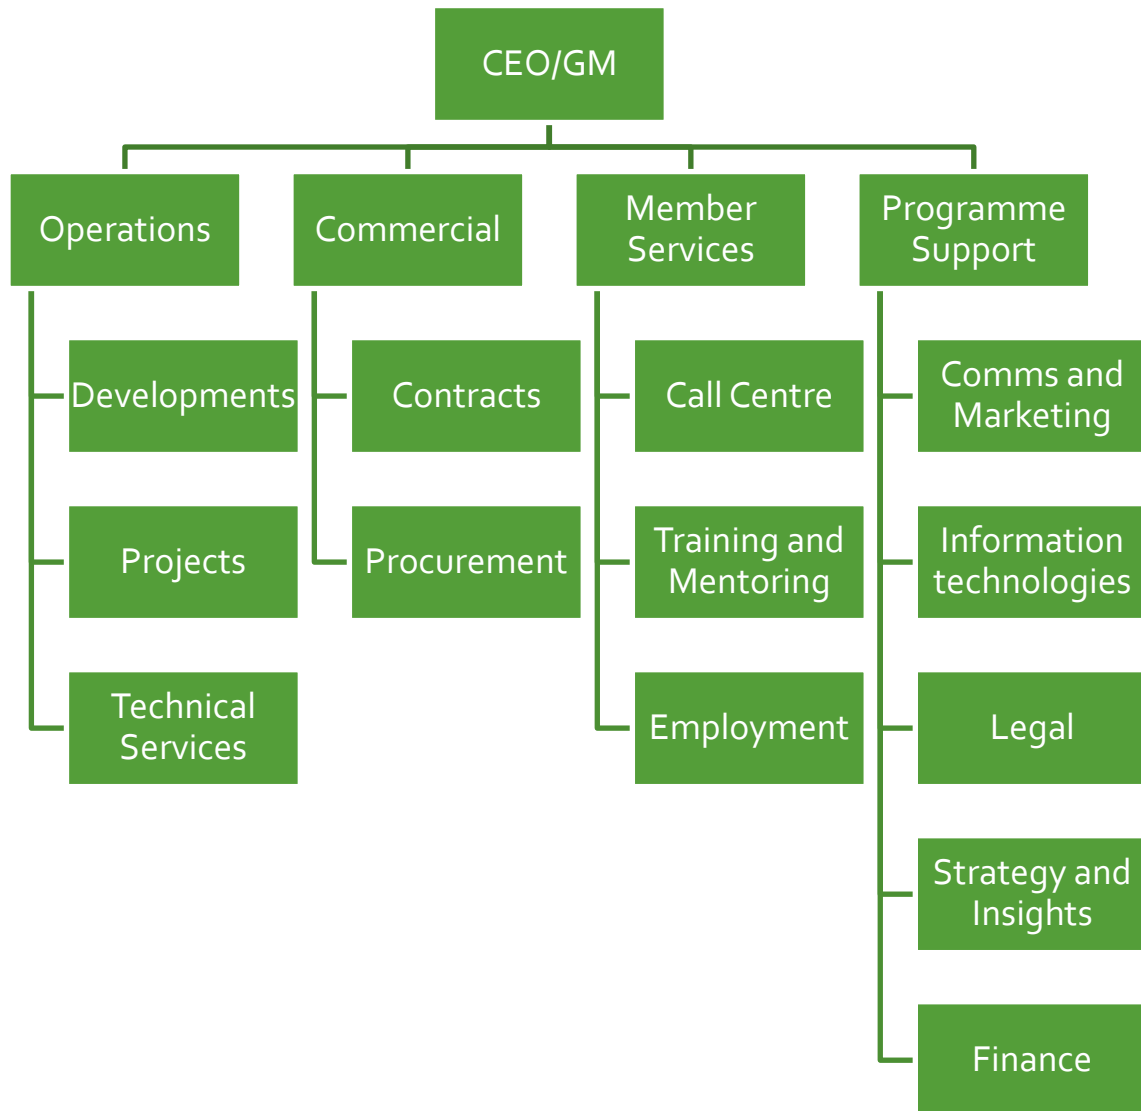 CEO/GM
Operations
Commercial
Member
Services
Programme
Support
Developments
Contracts
Call Centre
Comms and
Marketing
Projects
Procurement
Training and
Mentoring
Information
technologies
Technical
Services
Employment
Legal
Strategy and
Insights
Finance